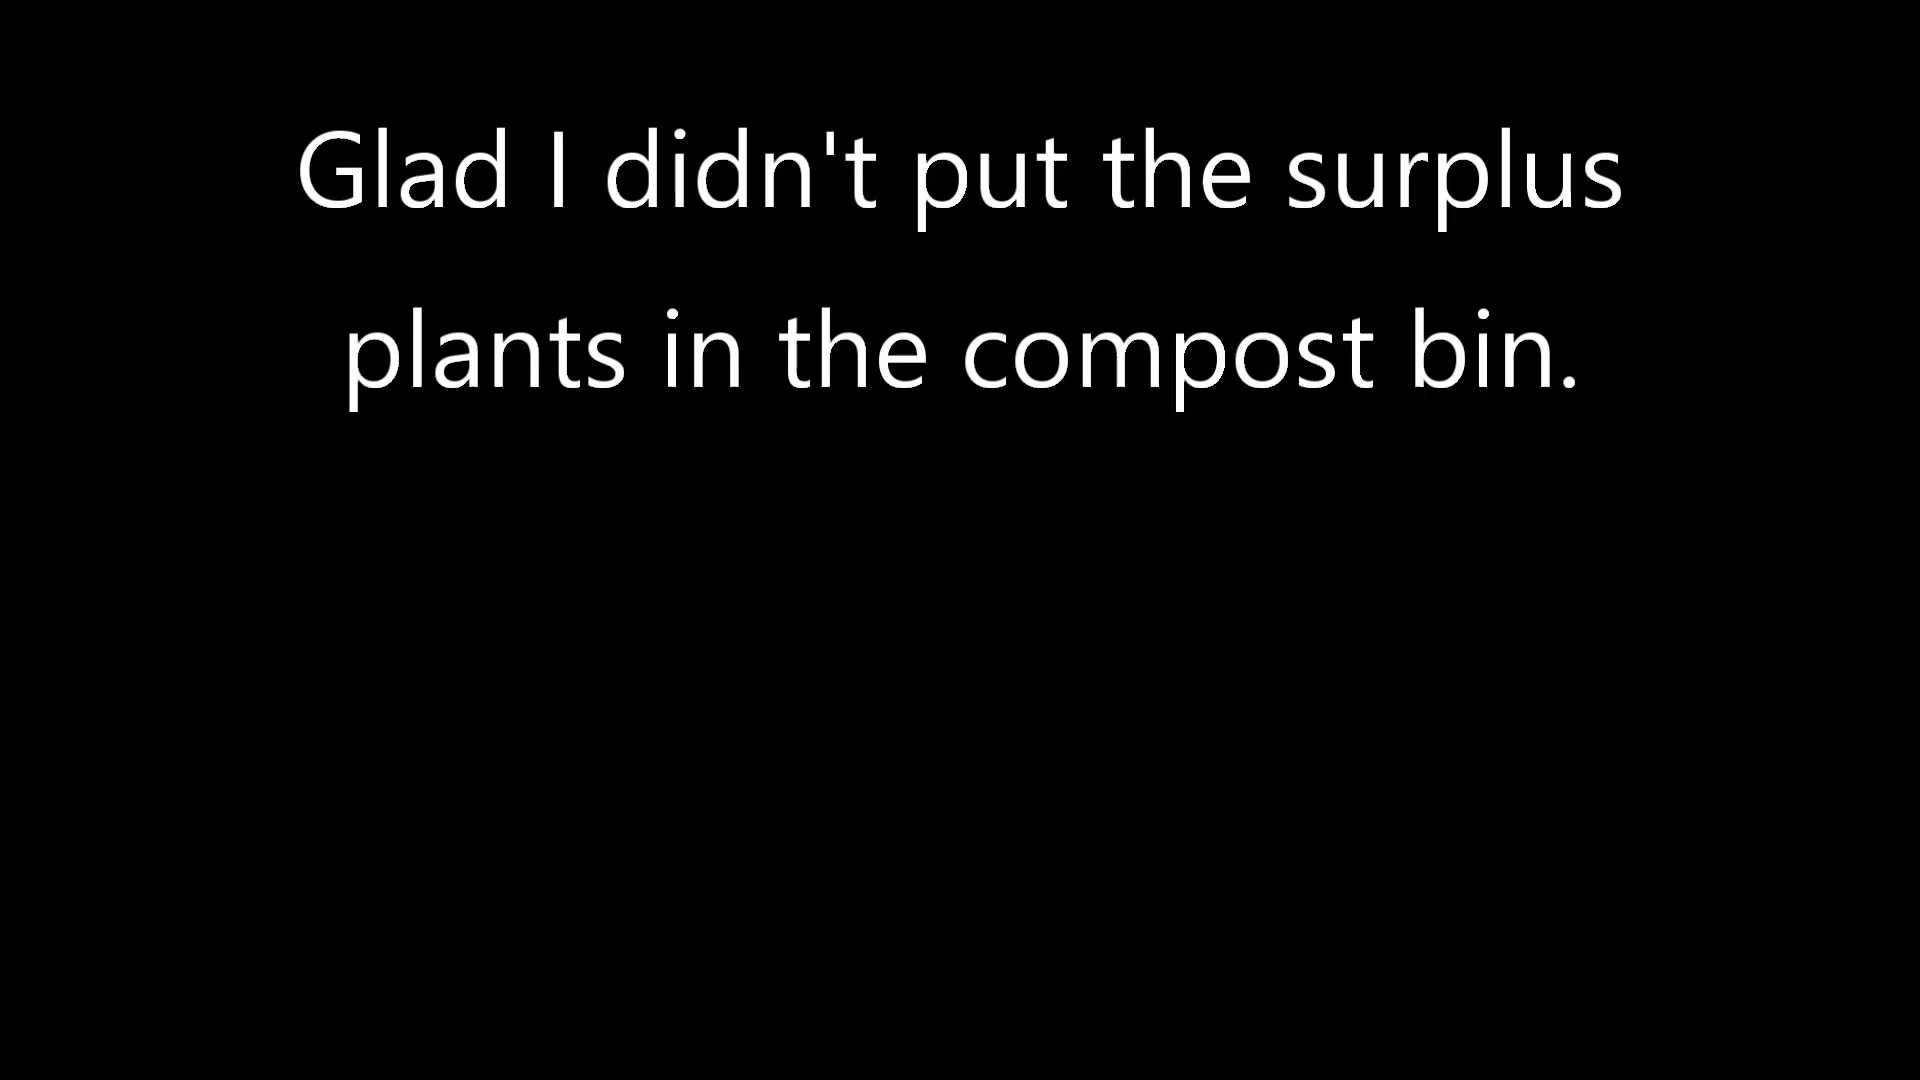 Glad I didn't put the surplus
plants in the compost bin.